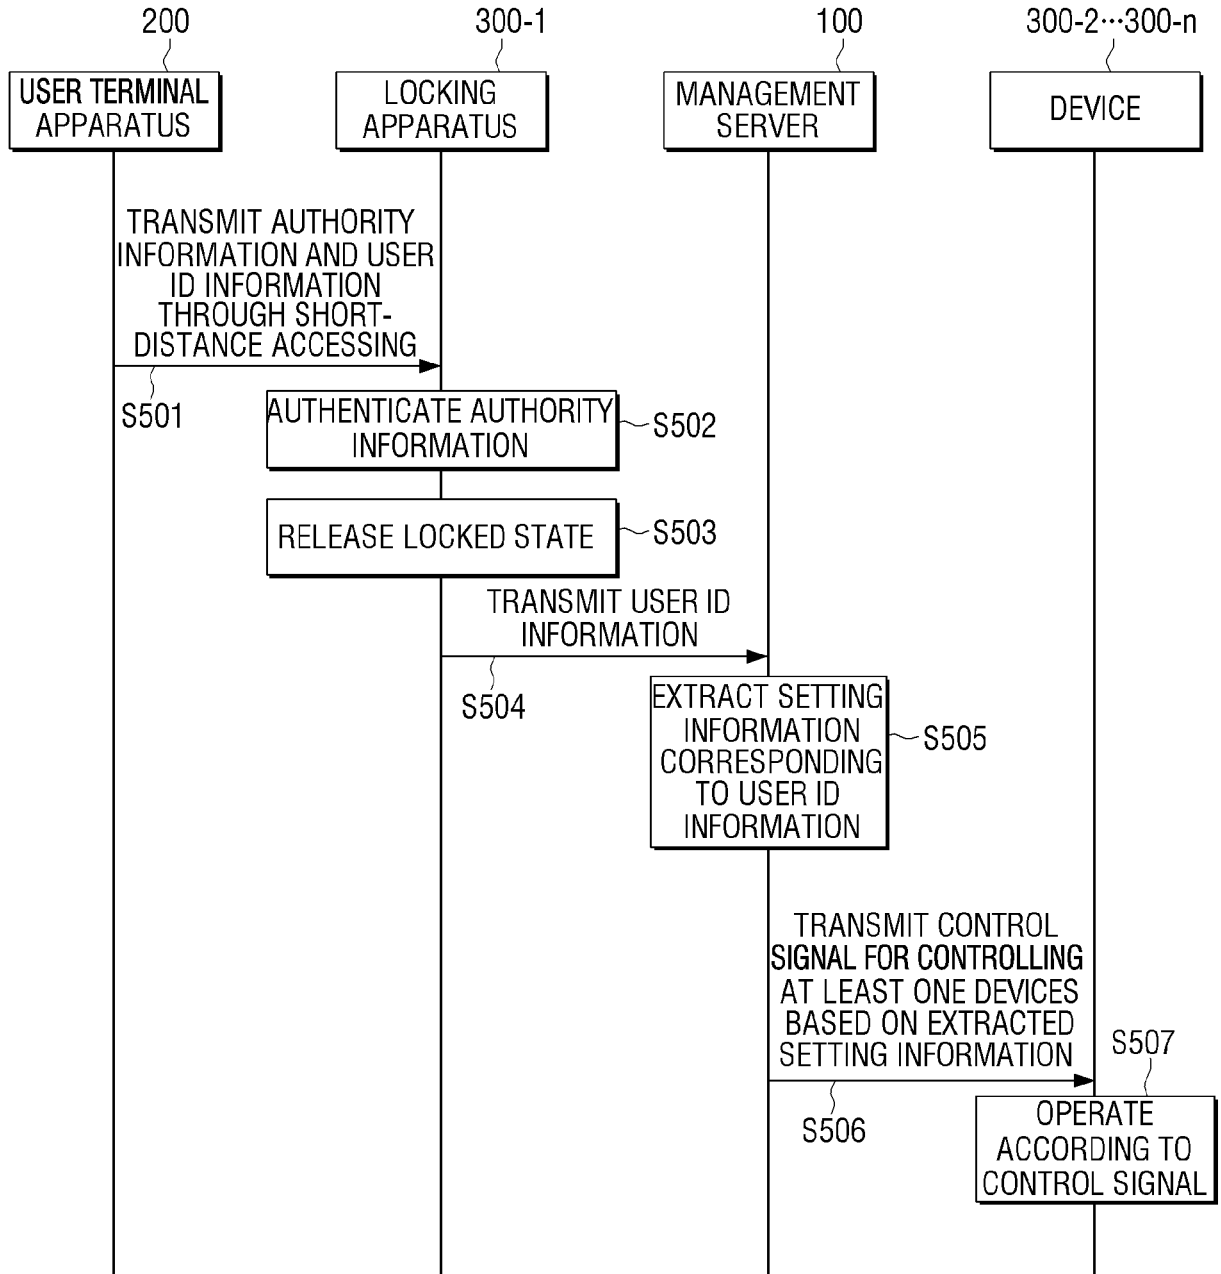 200
300-1
100
300-2···300-n
USER TERMINAL
APPARATUS
LOCKING
APPARATUS
MANAGEMENT
SERVER
DEVICE
TRANSMIT AUTHORITY
INFORMATION AND USER
ID INFORMATION
THROUGH SHORT-
DISTANCE ACCESSING
S501
AUTHENTICATE AUTHORITY
INFORMATION
S502
RELEASE LOCKED STATE
S503
TRANSMIT USER ID
INFORMATION
S504
EXTRACT SETTING
INFORMATION
CORRESPONDING
TO USER ID
INFORMATION
S505
TRANSMIT CONTROL
SIGNAL FOR CONTROLLING
AT LEAST ONE DEVICES
BASED ON EXTRACTED
SETTING INFORMATION
S506
S507
OPERATE
ACCORDING TO
CONTROL SIGNAL